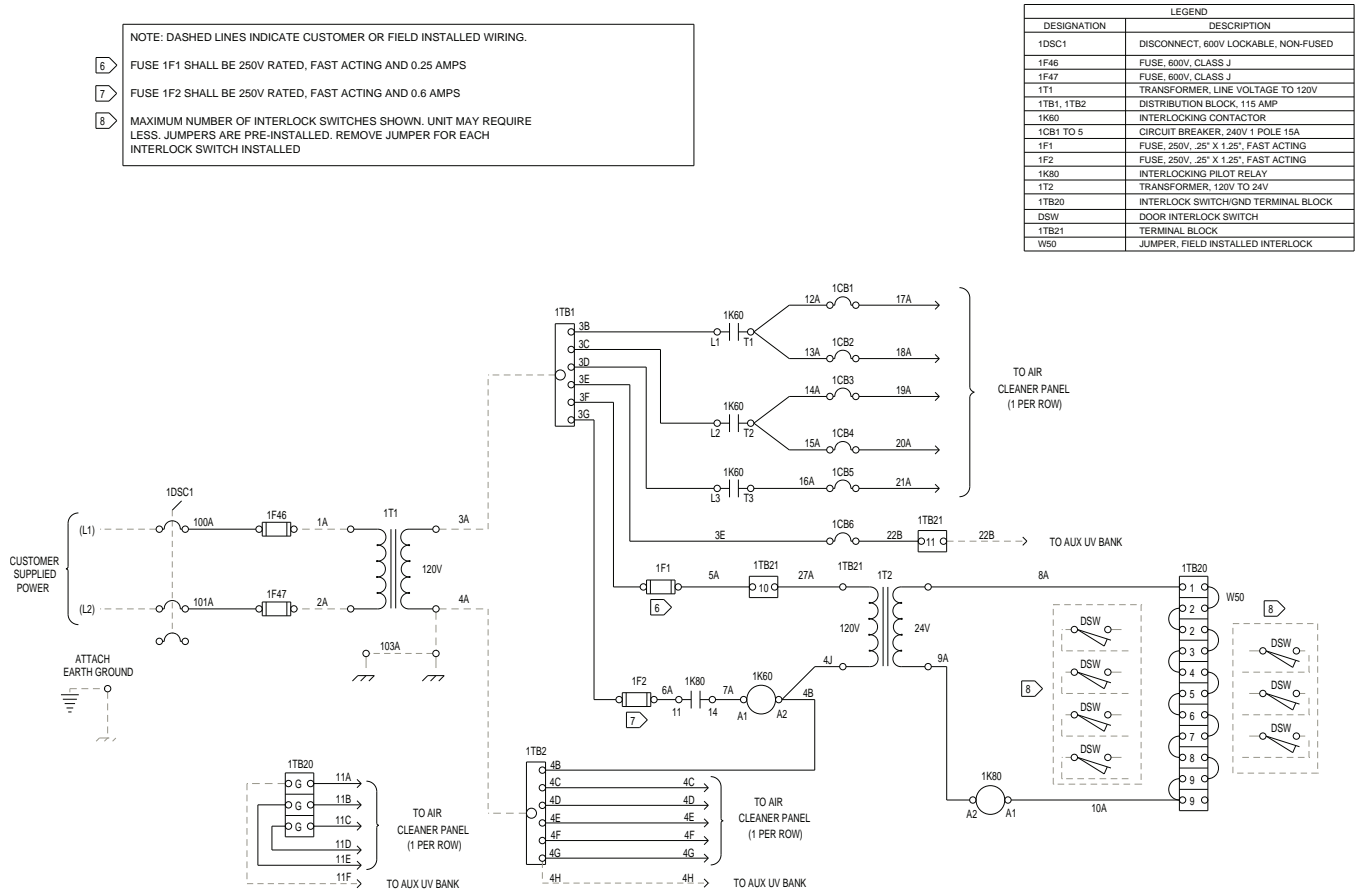 NOTE: DASHED LINES INDICATE CUSTOMER OR FIELD INSTALLED WIRING.
6 FUSE 1F1 SHALL BE 250V RATED, FAST ACTING AND 0.25 AMPS
7 FUSE 1F2 SHALL BE 250V RATED, FAST ACTING AND 0.6 AMPS
8 MAXIMUM NUMBER OF INTERLOCK SWITCHES SHOWN. UNIT MAY REQUIRE
LESS. JUMPERS ARE PRE-INSTALLED. REMOVE JUMPER FOR EACH
INTERLOCK SWITCH INSTALLED
LEGEND
DESIGNATION DESCRIPTION
1DSC1 DISCONNECT, 600V LOCKABLE, NON-FUSED
1F46 FUSE, 600V, CLASS J
1F47 FUSE, 600V, CLASS J
1T1 TRANSFORMER, LINE VOLTAGE TO 120V
1TB1, 1TB2 DISTRIBUTION BLOCK, 115 AMP
1K60 INTERLOCKING CONTACTOR
1CB1 TO 5 CIRCUIT BREAKER, 240V 1 POLE 15A
1F1 FUSE, 250V, .25" X 1.25", FAST ACTING
1F2 FUSE, 250V, .25" X 1.25", FAST ACTING
1K80 INTERLOCKING PILOT RELAY
1T2 TRANSFORMER, 120V TO 24V
1TB20 INTERLOCK SWITCH/GND TERMINAL BLOCK
DSW DOOR INTERLOCK SWITCH
1TB21 TERMINAL BLOCK
W50 JUMPER, FIELD INSTALLED INTERLOCK
1TB1
3B
3C
3D
3E
3F
3G
1K60
L1 T1
12A 1CB1 17A
13A 1CB2 18A
1K60
L2 T2
14A 1CB3 19A
15A 1CB4 20A
1K60
L3 T3
16A 1CB5 21A
TO AIR
CLEANER PANEL
(1 PER ROW)
3E 1CB6 22B 1TB21 11 22B TO AUX UV BANK
CUSTOMER
SUPPLIED
POWER
1DSC1
(L1) 100A 1F46 1A 1T1 3A
120V
(L2) 101A 1F47 2A 4A
103A
ATTACH
EARTH GROUND
1F1 5A 1TB21 10 27A 1TB21 1T2 8A
6
120V 24V
4J 9A
1F2 6A 1K80 7A 1K60 4B
7
11 14 A1 A2
1TB20
1
2
2
3
4
5
6
7
8
9
9
W50
8
DSW
DSW
DSW
DSW
8
DSW
DSW
DSW
1K80
A2 A1 10A
1TB2
4B
4C 4C
4D 4D
4E 4E
4F 4F
4G 4G
4H 4H
TO AIR
CLEANER PANEL
(1 PER ROW)
TO AUX UV BANK
1TB20
G 11A
G 11B
G 11C
11D
11E
11F
TO AIR
CLEANER PANEL
(1 PER ROW)
TO AUX UV BANK